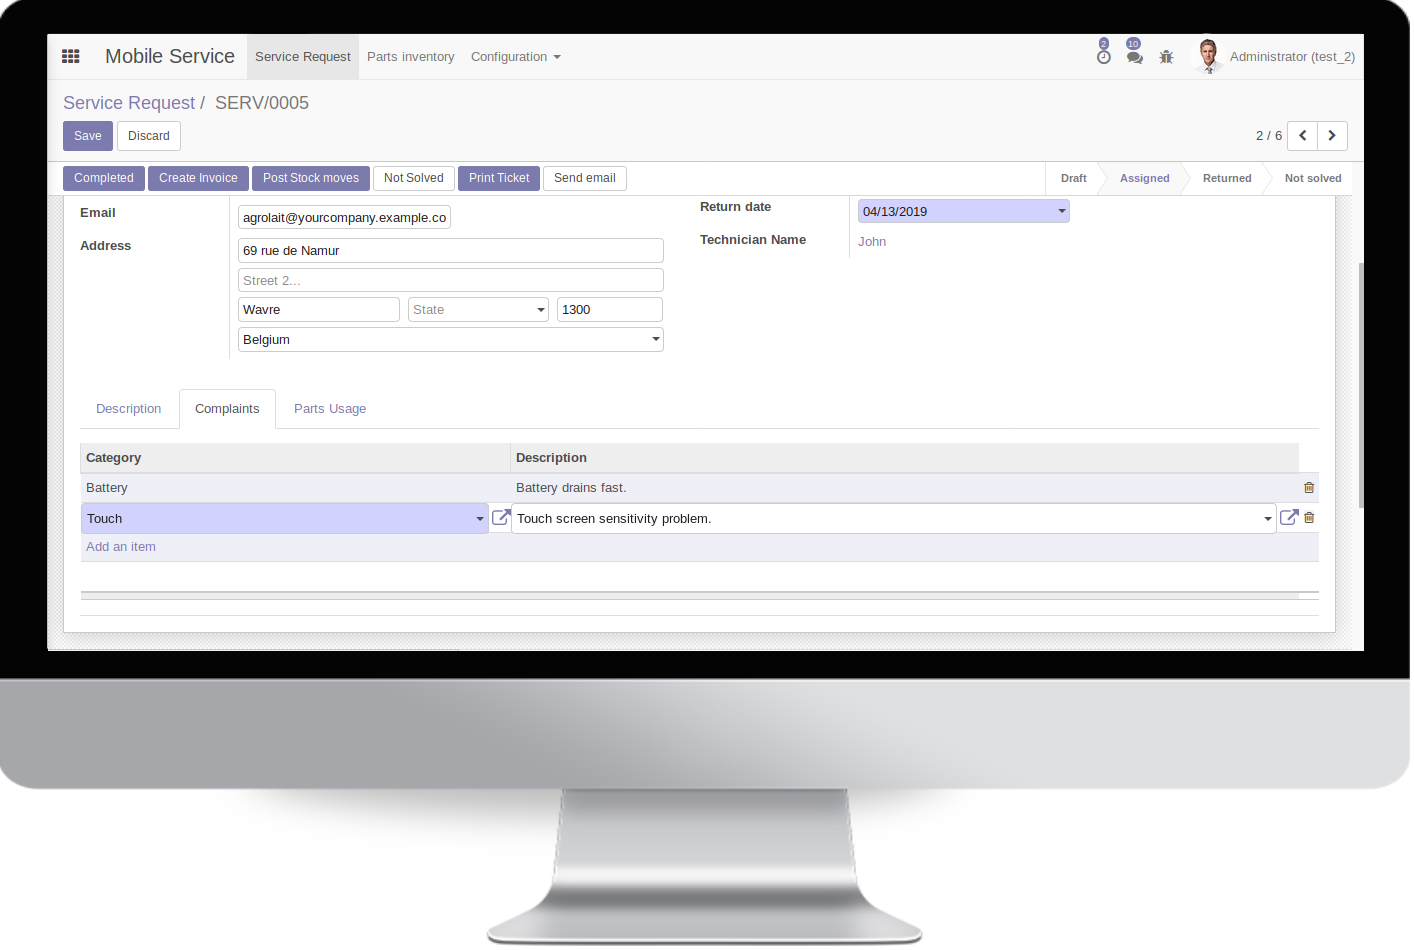 Mobile Service Service Request Parts inventory Configuration 2 10 Administrator (test_2)
Service Request / SERV/0005
Save Discard 2 / 6
Completed Create Invoice Post Stock moves Not Solved Print Ticket Send email Draft Assigned Returned Not solved
Email agrolait@yourcompany.example.co Return date 04/13/2019
Address 69 rue de Namur Technician Name John
Street 2...
Wavre State 1300
Belgium
Description Complaints Parts Usage
Category Description
Battery Battery drains fast.
Touch Touch screen sensitivity problem.
Add an item